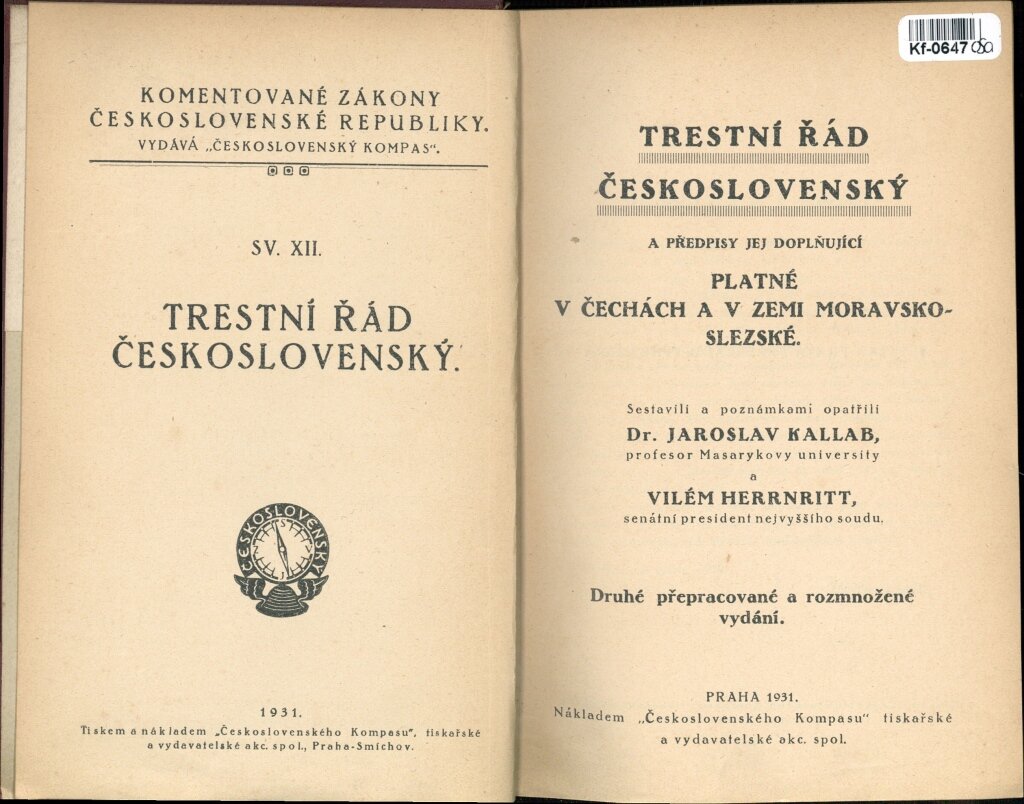 KOMENTOVANÉ ZÁKONY
ČESKOSLOVENSKÉ REPUBLIKY.
VYDÁVÁ „ČESKOSLOVENSKÝ KOMPAS“.
SV. XII.
TRESTNÍ ŘÁD
ČESKOSLOVENSKÝ.
ČESKOSLOVENSKÝ
1931.
Tiskem a nákladem „Československého Kompasu“, tiskařské
a vydavatelské akc. spol., Praha-Smíchov.
Kf-0647
TRESTNÍ ŘÁD
ČESKOSLOVENSKÝ
A PŘEDPISY JEJ DOPLŇUJÍCÍ
PLATNÉ
V ČECHÁCH A V ZEMI MORAVSKO-
SLEZSKÉ.
Sestavili a poznámkami opatřili
Dr. JAROSLAV KALLAB,
profesor Masarykovy university
a
VILÉM HERRNRITT,
senátní president nejvyššího soudu.
Druhé přepracované a rozmnožené
vydání.
PRAHA 1931.
Nákladem „Československého Kompasu“ tiskařské
a vydavatelské akc. spol.